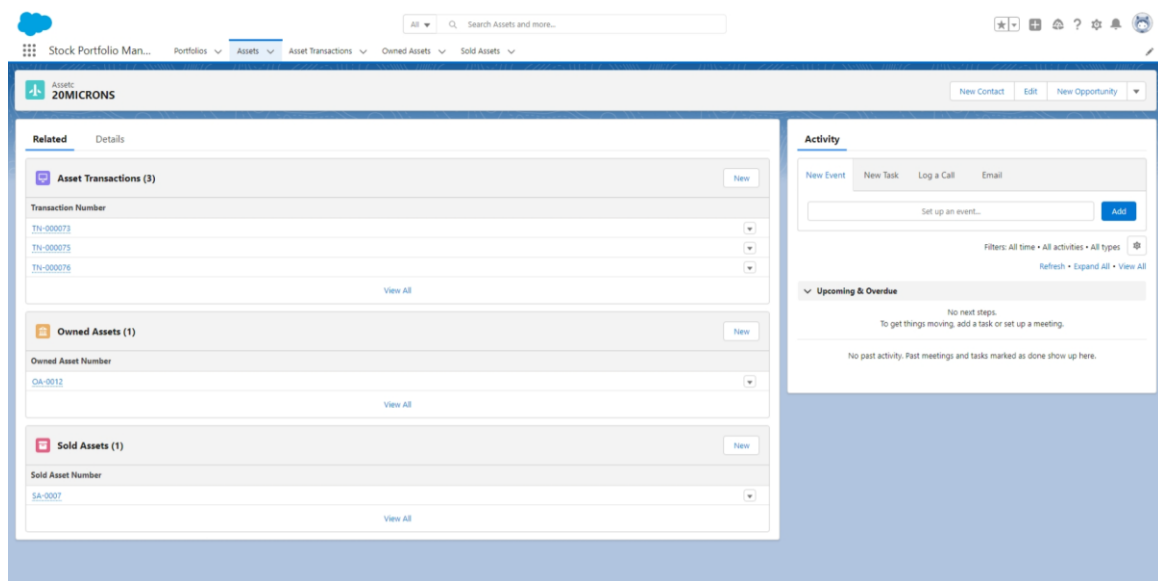 All
Search Assets and more...
Stock Portfolio Man...
Portfolios
Assets
Asset Transactions
Owned Assets
Sold Assets
Assetc
20MICRONS
New Contact
Edit
New Opportunity
Related
Details
Asset Transactions (3)
New
Transaction Number
TN-000073
TN-000075
TN-000076
View All
Owned Assets (1)
New
Owned Asset Number
OA-0012
View All
Sold Assets (1)
New
Sold Asset Number
SA-0007
View All
Activity
New Event
New Task
Log a Call
Email
Set up an event...
Add
Filters: All time • All activities • All types
Refresh • Expand All • View All
Upcoming & Overdue
No next steps.
To get things moving, add a task or set up a meeting.
No past activity. Past meetings and tasks marked as done show up here.